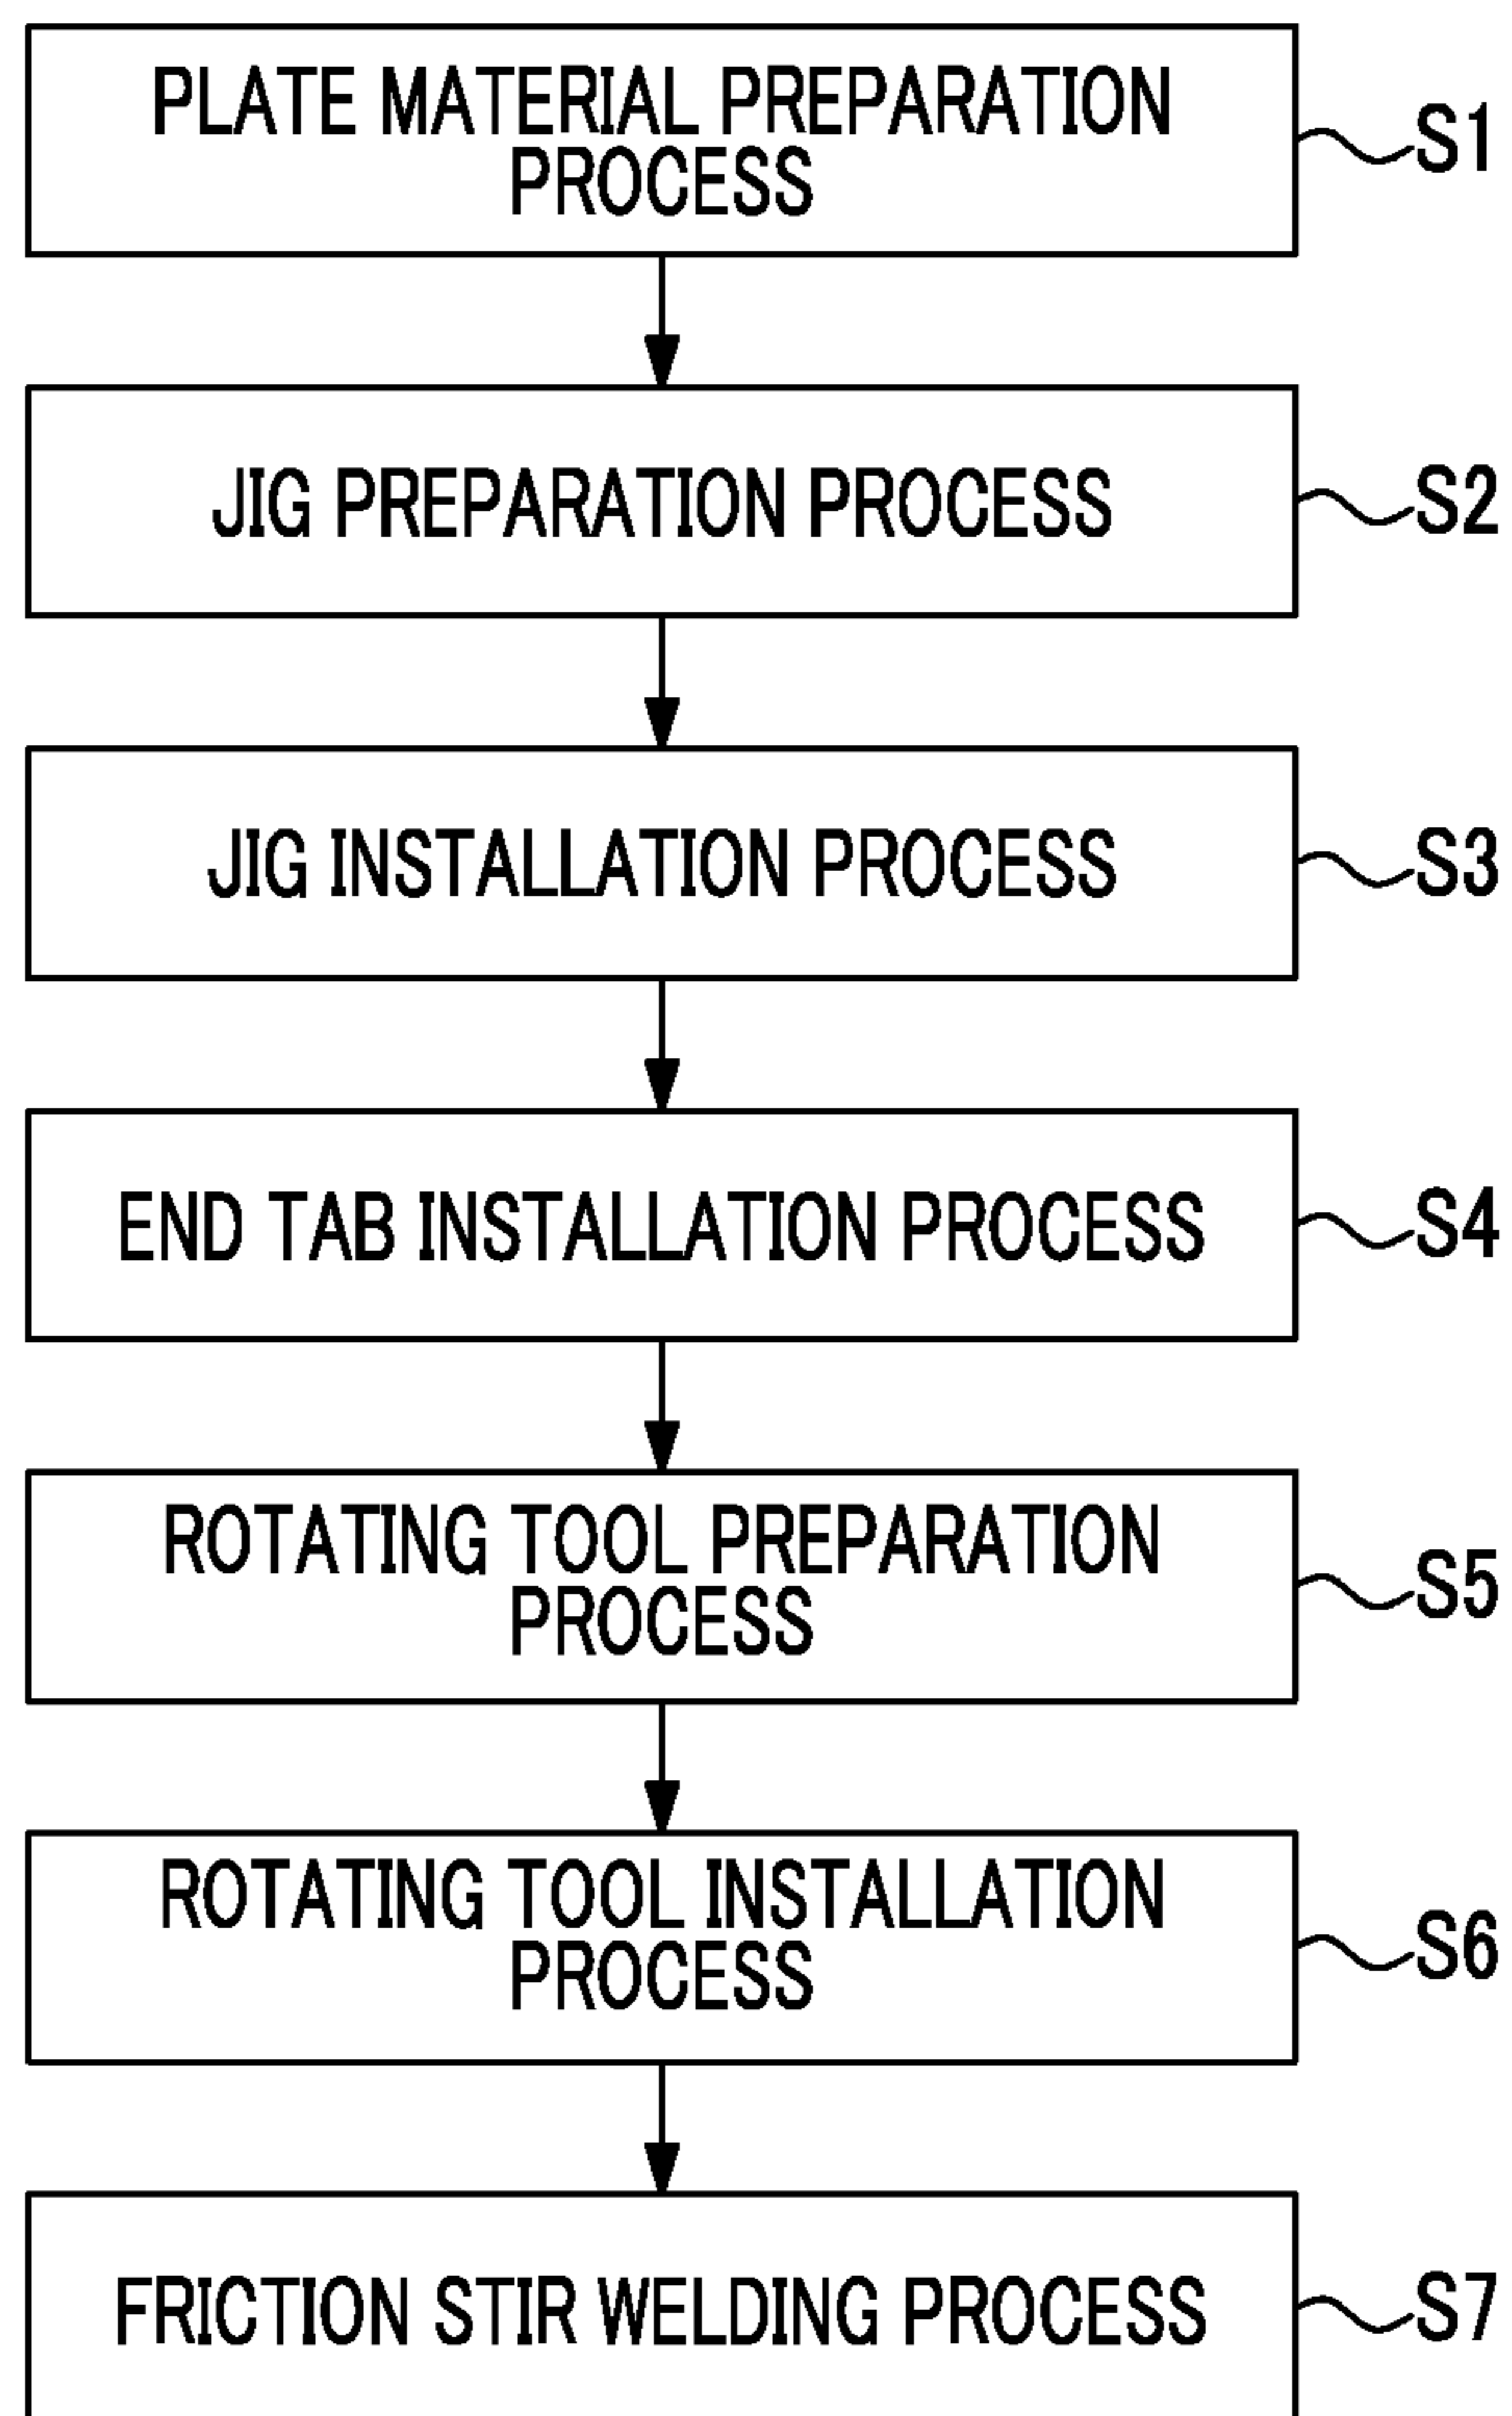 PLATE MATERIAL PREPARATION
PROCESS
S1
JIG PREPARATION PROCESS
S2
JIG INSTALLATION PROCESS
S3
END TAB INSTALLATION PROCESS
S4
ROTATING TOOL PREPARATION
PROCESS
S5
ROTATING TOOL INSTALLATION
PROCESS
S6
FRICTION STIR WELDING PROCESS
S7